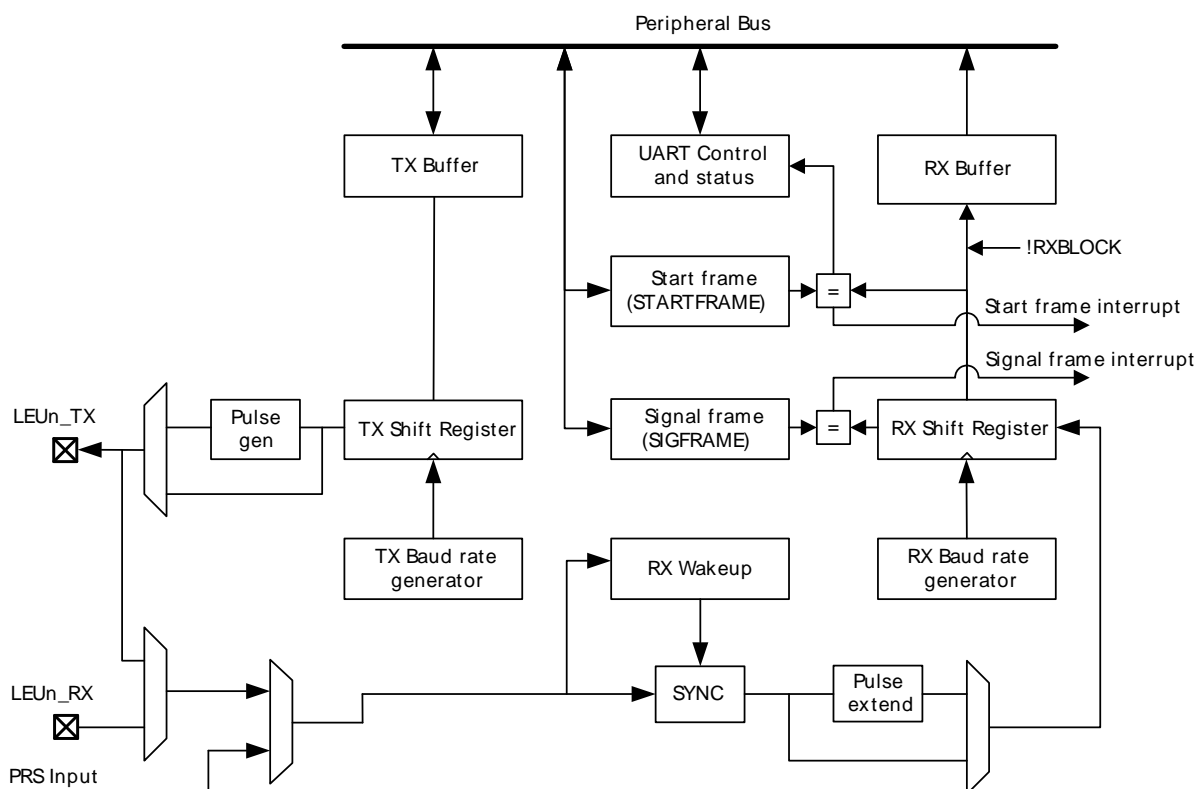 Peripheral Bus
TX Buffer
UART Control
and status
RX Buffer
!RXBLOCK
Start frame
(STARTFRAME)
=
Start frame interrupt
Signal frame interrupt
LEUn_TX
Pulse
gen
TX Shift Register
Signal frame
(SIGFRAME)
=
RX Shift Register
TX Baud rate
generator
RX Wakeup
RX Baud rate
generator
LEUn_RX
SYNC
Pulse
extend
PRS Input